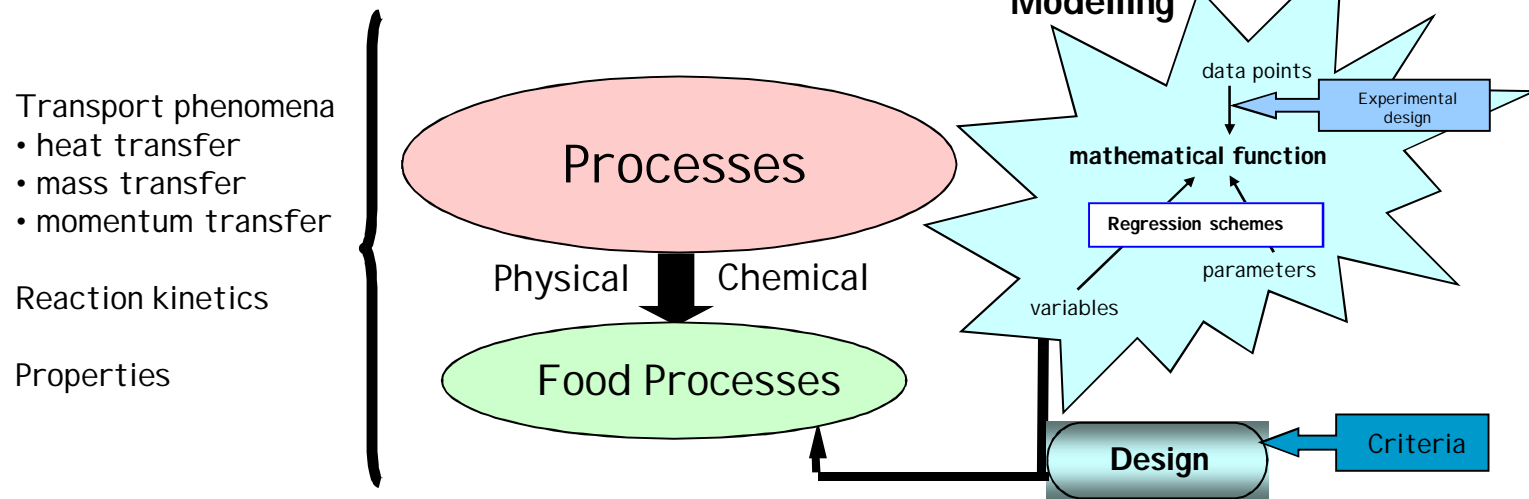 Modelling
Transport phenomena
• heat transfer
• mass transfer
• momentum transfer
Reaction kinetics
Properties
Processes
Physical
Chemical
Food Processes
data points
Experimental
design
mathematical function
Regression schemes
parameters
variables
Design
Criteria